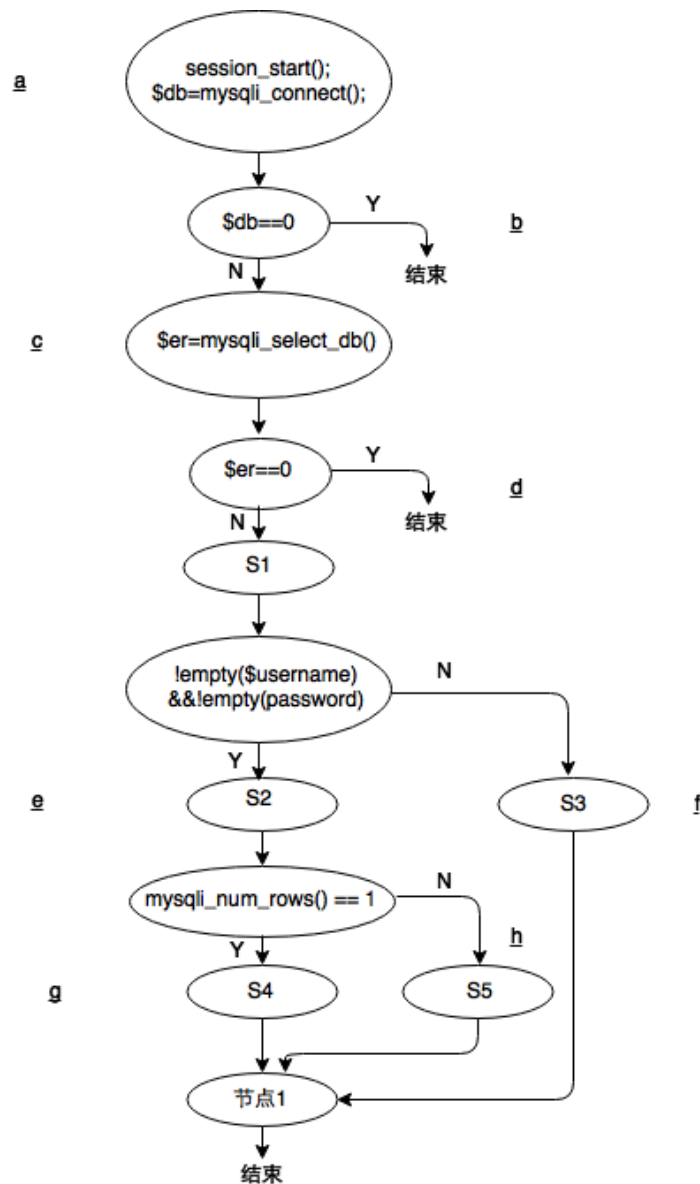 session_start();
a
$db=mysqli_connect();
Y
$db==0
b
N
结束
c
$er=mysqli_select_db()
Y
$er==0
d
N
结束
S1
!empty($username)
N
&&!empty(password)
Y
e
S2
S3
f
N
mysqli_num_rows() == 1
Y
h
g
S4
S5
节点1
结束